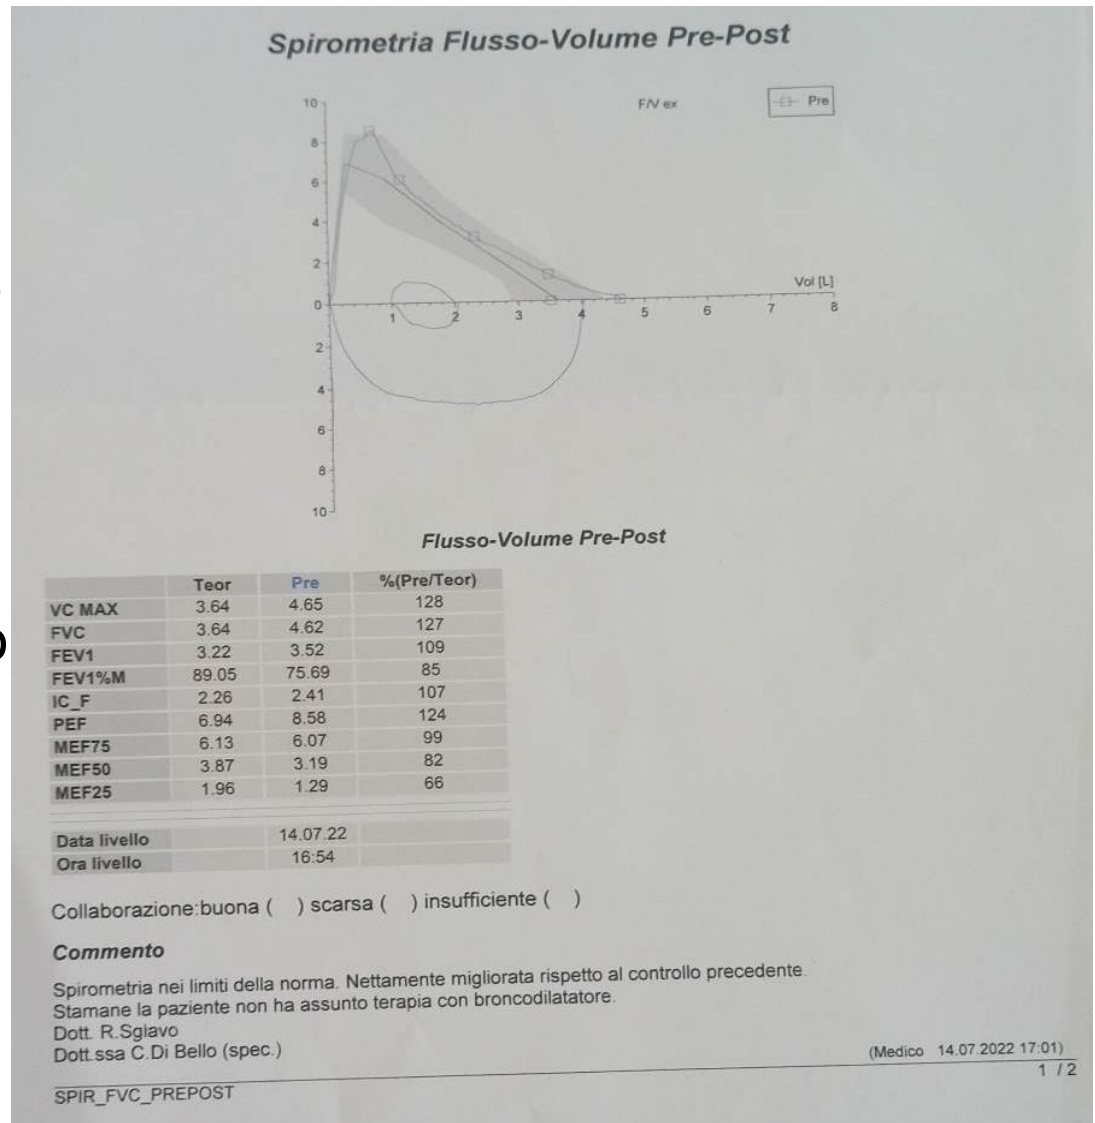 Spirometria Flusso-Volume Pre-Post
F/V ex
Pre
10
8
6
4
2
0
2
4
6
8
10
1 2 3 4 5 6 7 8
Vol [L]
Flusso-Volume Pre-Post
Teor Pre %(Pre/Teor)
VC MAX 3.64 4.65 128
FVC 3.64 4.62 127
FEV1 3.22 3.52 109
FEV1%M 89.05 75.69 85
IC_F 2.26 2.41 107
PEF 6.94 8.58 124
MEF75 6.13 6.07 99
MEF50 3.87 3.19 82
MEF25 1.96 1.29 66
Data livello 14.07.22
Ora livello 16:54
Collaborazione:buona ( ) scarsa ( ) insufficiente ( )
Commento
Spirometria nei limiti della norma. Nettamente migliorata rispetto al controllo precedente.
Stamane la paziente non ha assunto terapia con broncodilatatore.
Dott. R.Sglavo
Dott.ssa C.Di Bello (spec.)
(Medico 14.07.2022 17:01)
1 / 2
SPIR_FVC_PREPOST